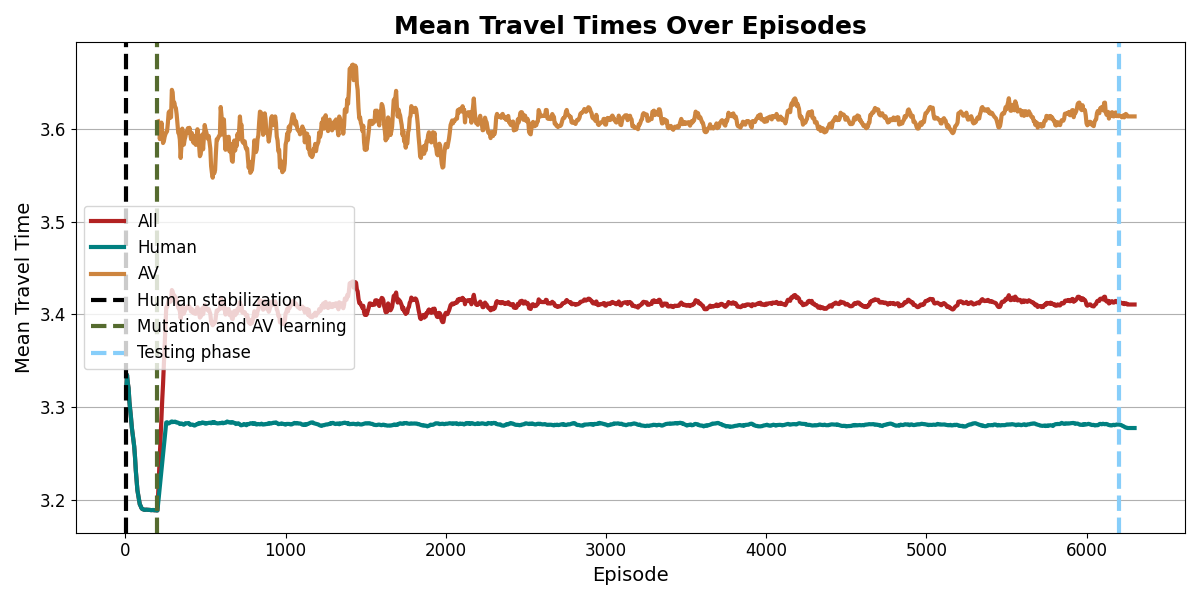 Mean Travel Times Over Episodes
Mean Travel Time
3.6
3.5
3.4
3.3
3.2
All
Human
AV
Human stabilization
Mutation and AV learning
Testing phase
0
1000
2000
3000
4000
5000
6000
Episode